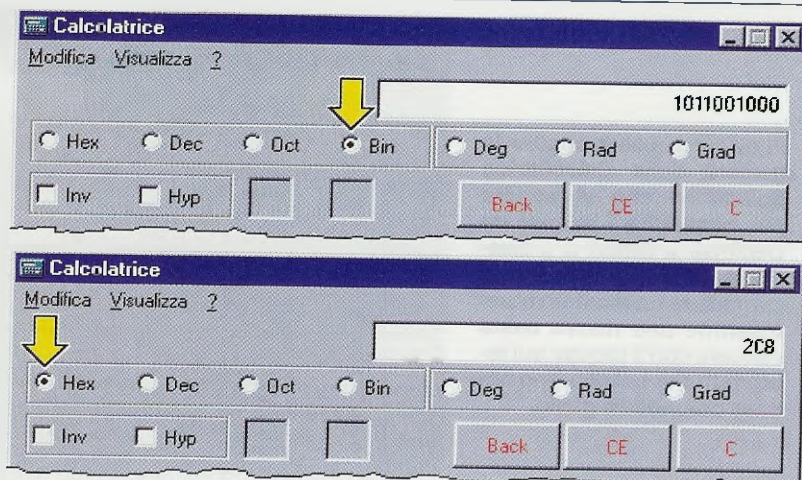 Calcolatrice
Modifica Visualizza ?
1011001000
Hex Dec Oct Bin Deg Rad Grad
Inv Hyp Back CE C
Calcolatrice
Modifica Visualizza ?
2C8
Hex Dec Oct Bin Deg Rad Grad
Inv Hyp Back CE C